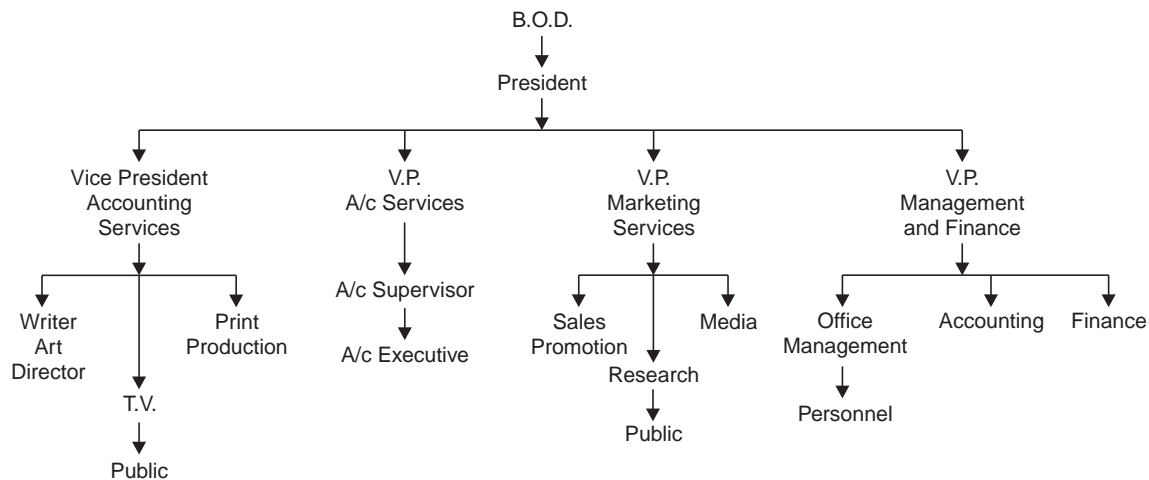 B.O.D.
President
Vice President
Accounting
Services
V.P.
A/c Services
V.P.
Marketing
Services
V.P.
Management
and Finance
Writer
Art
Director
T.V.
Public
Print
Production
A/c Supervisor
A/c Executive
Sales
Promotion
Research
Public
Media
Office
Management
Personnel
Accounting
Finance